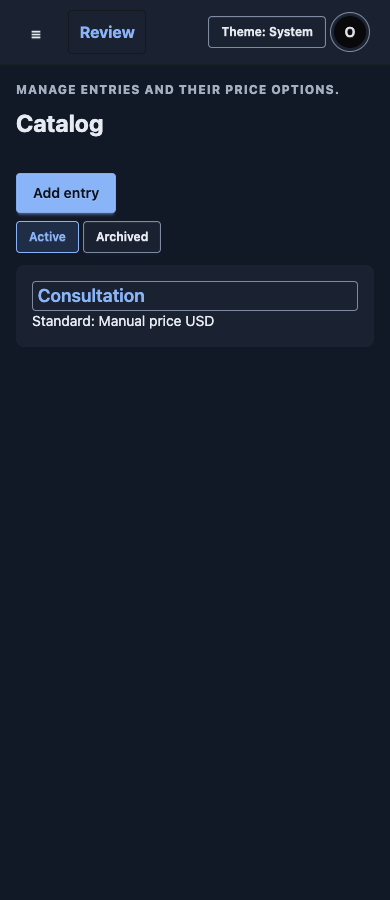 Review
Theme: System
O
MANAGE ENTRIES AND THEIR PRICE OPTIONS.
Catalog
Add entry
Active
Archived
Consultation
Standard: Manual price USD